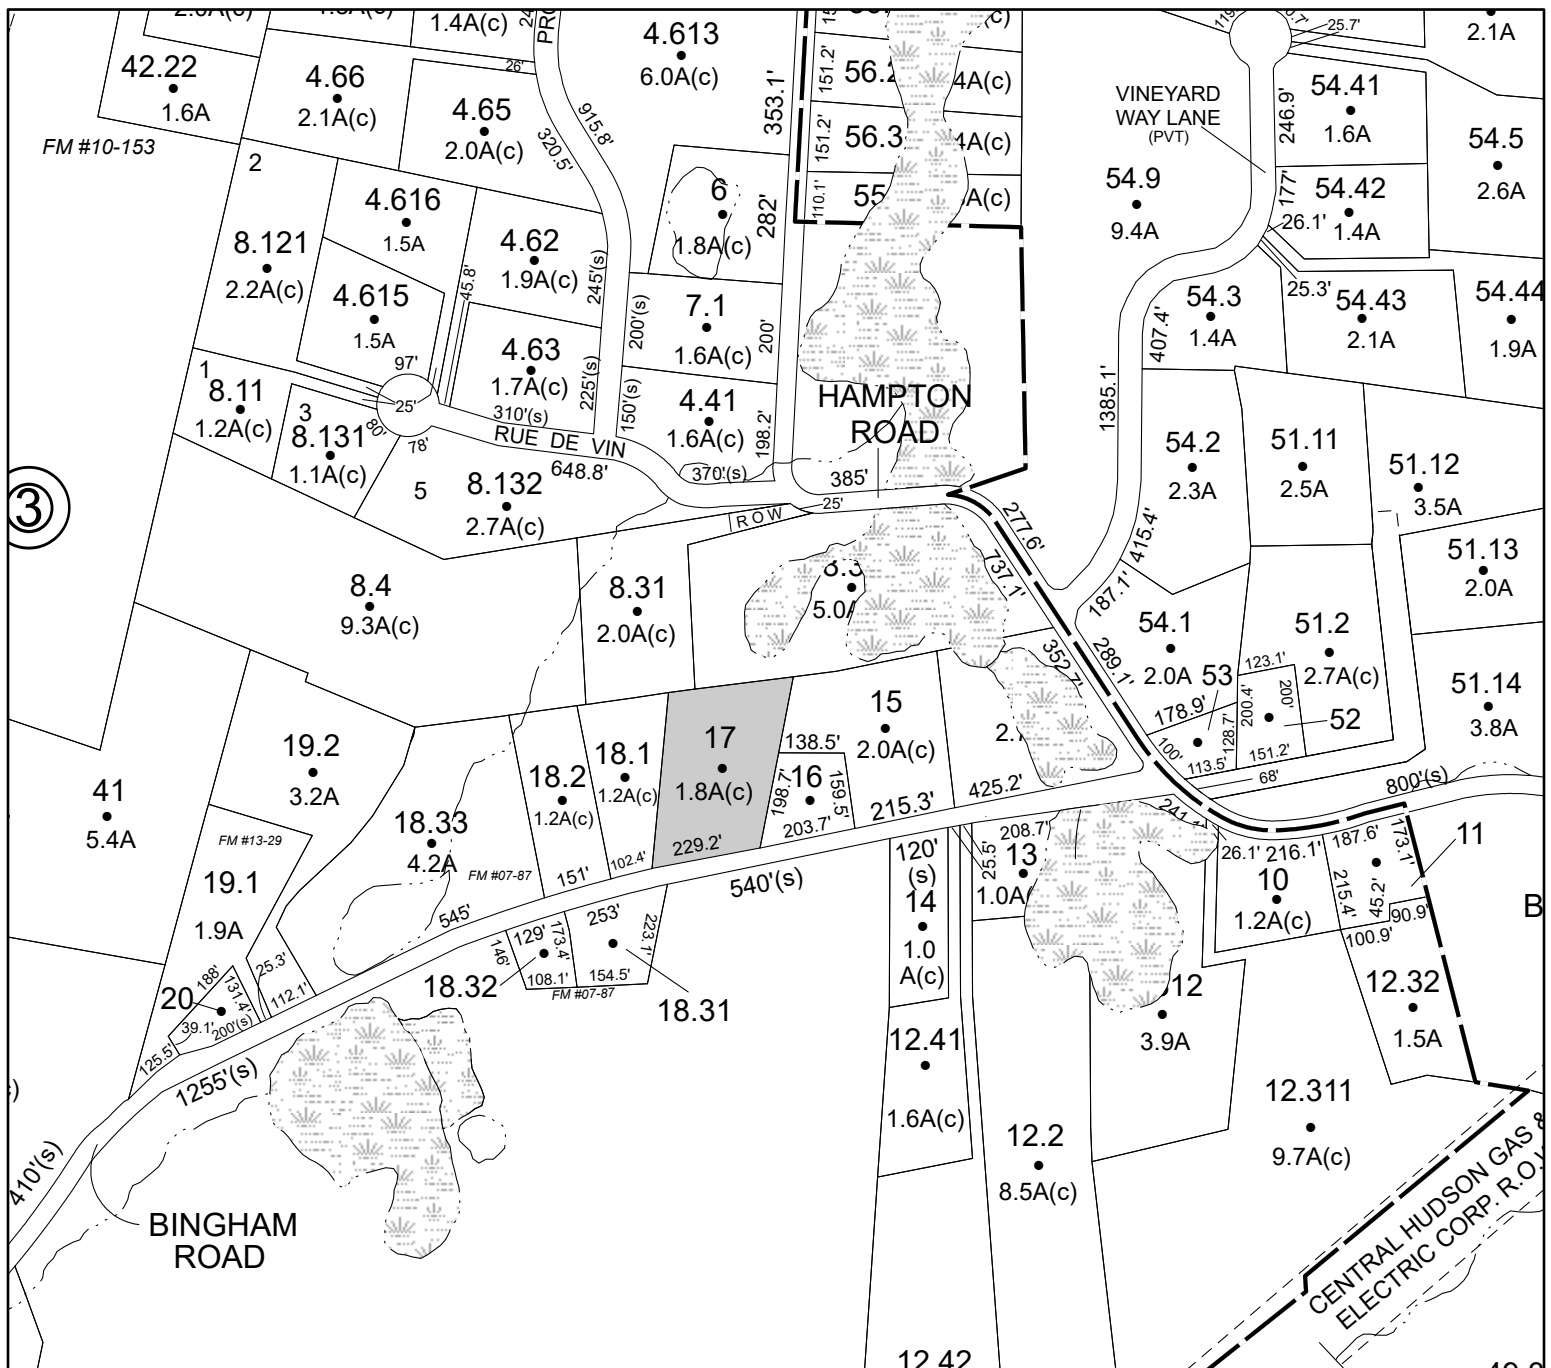 1.4A(c)
PRO
4.613
6.0A(c)
353.1'
151.2'
4A(c)
25.7'
2.1A
42.22
1.6A
FM #10-153
4.66
2.1A(c)
26'
4.65
2.0A(c)
320.5'
915.8'
151.2'
56.3
4A(c)
110.1'
55
A(c)
VINEYARD
WAY LANE
(PVT)
246.9'
54.41
1.6A
54.5
2.6A
54.9
9.4A
177'
54.42
1.4A
26.1'
2
8.121
2.2A(c)
4.616
1.5A
4.615
1.5A
97'
45.8'
4.62
1.9A(c)
245'(s)
4.63
1.7A(c)
225'(s)
310'(s)
6
1.8A(c)
282'
7.1
1.6A(c)
200'(s)
200'
4.41
1.6A(c)
150'(s)
198.2'
370'(s)
54.3
1.4A
407.4'
25.3'
54.43
2.1A
54.44
1.9A
1385.1'
1
8.11
1.2A(c)
3
8.131
1.1A(c)
80'
25'
78'
RUE DE VIN
648.8'
5
8.132
2.7A(c)
HAMPTON
ROAD
385'
25'
ROW
277.6'
737.1'
415.4'
187.1'
54.2
2.3A
51.11
2.5A
51.12
3.5A
51.13
2.0A
3
8.4
9.3A(c)
8.31
2.0A(c)
8.3
5.0A
352.7'
289.1'
54.1
2.0A
53
178.9'
100'
113.5'
128.7'
123.1'
200.4'
200'
151.2'
68'
52
51.2
2.7A(c)
51.14
3.8A
41
5.4A
19.2
3.2A
FM #13-29
19.1
1.9A
18.33
4.2A
FM #07-87
18.2
1.2A(c)
151'
18.1
1.2A(c)
102.4'
17
1.8A(c)
229.2'
138.5'
16
198.7'
159.5'
203.7'
15
2.0A(c)
215.3'
425.2'
540'(s)
545'
800'(s)
241.1'
26.1'
216.1'
187.6'
173.1'
11
10
1.2A(c)
215.4'
45.2'
90.9'
100.9'
B
120'
(s)
14
1.0
A(c)
25.5'
208.7'
13
1.0A(
129'
146'
173.4'
108.1'
253'
223.1'
154.5'
18.32
FM #07-87
18.31
20
188'
131.4'
39.1'
200'(s)
125.5'
25.3'
112.1'
1255'(s)
410'(s)
BINGHAM
ROAD
12.41
1.6A(c)
12.2
8.5A(c)
12
3.9A
12.32
1.5A
12.311
9.7A(c)
CENTRAL HUDSON GAS &
ELECTRIC CORP. R.O.
12.42